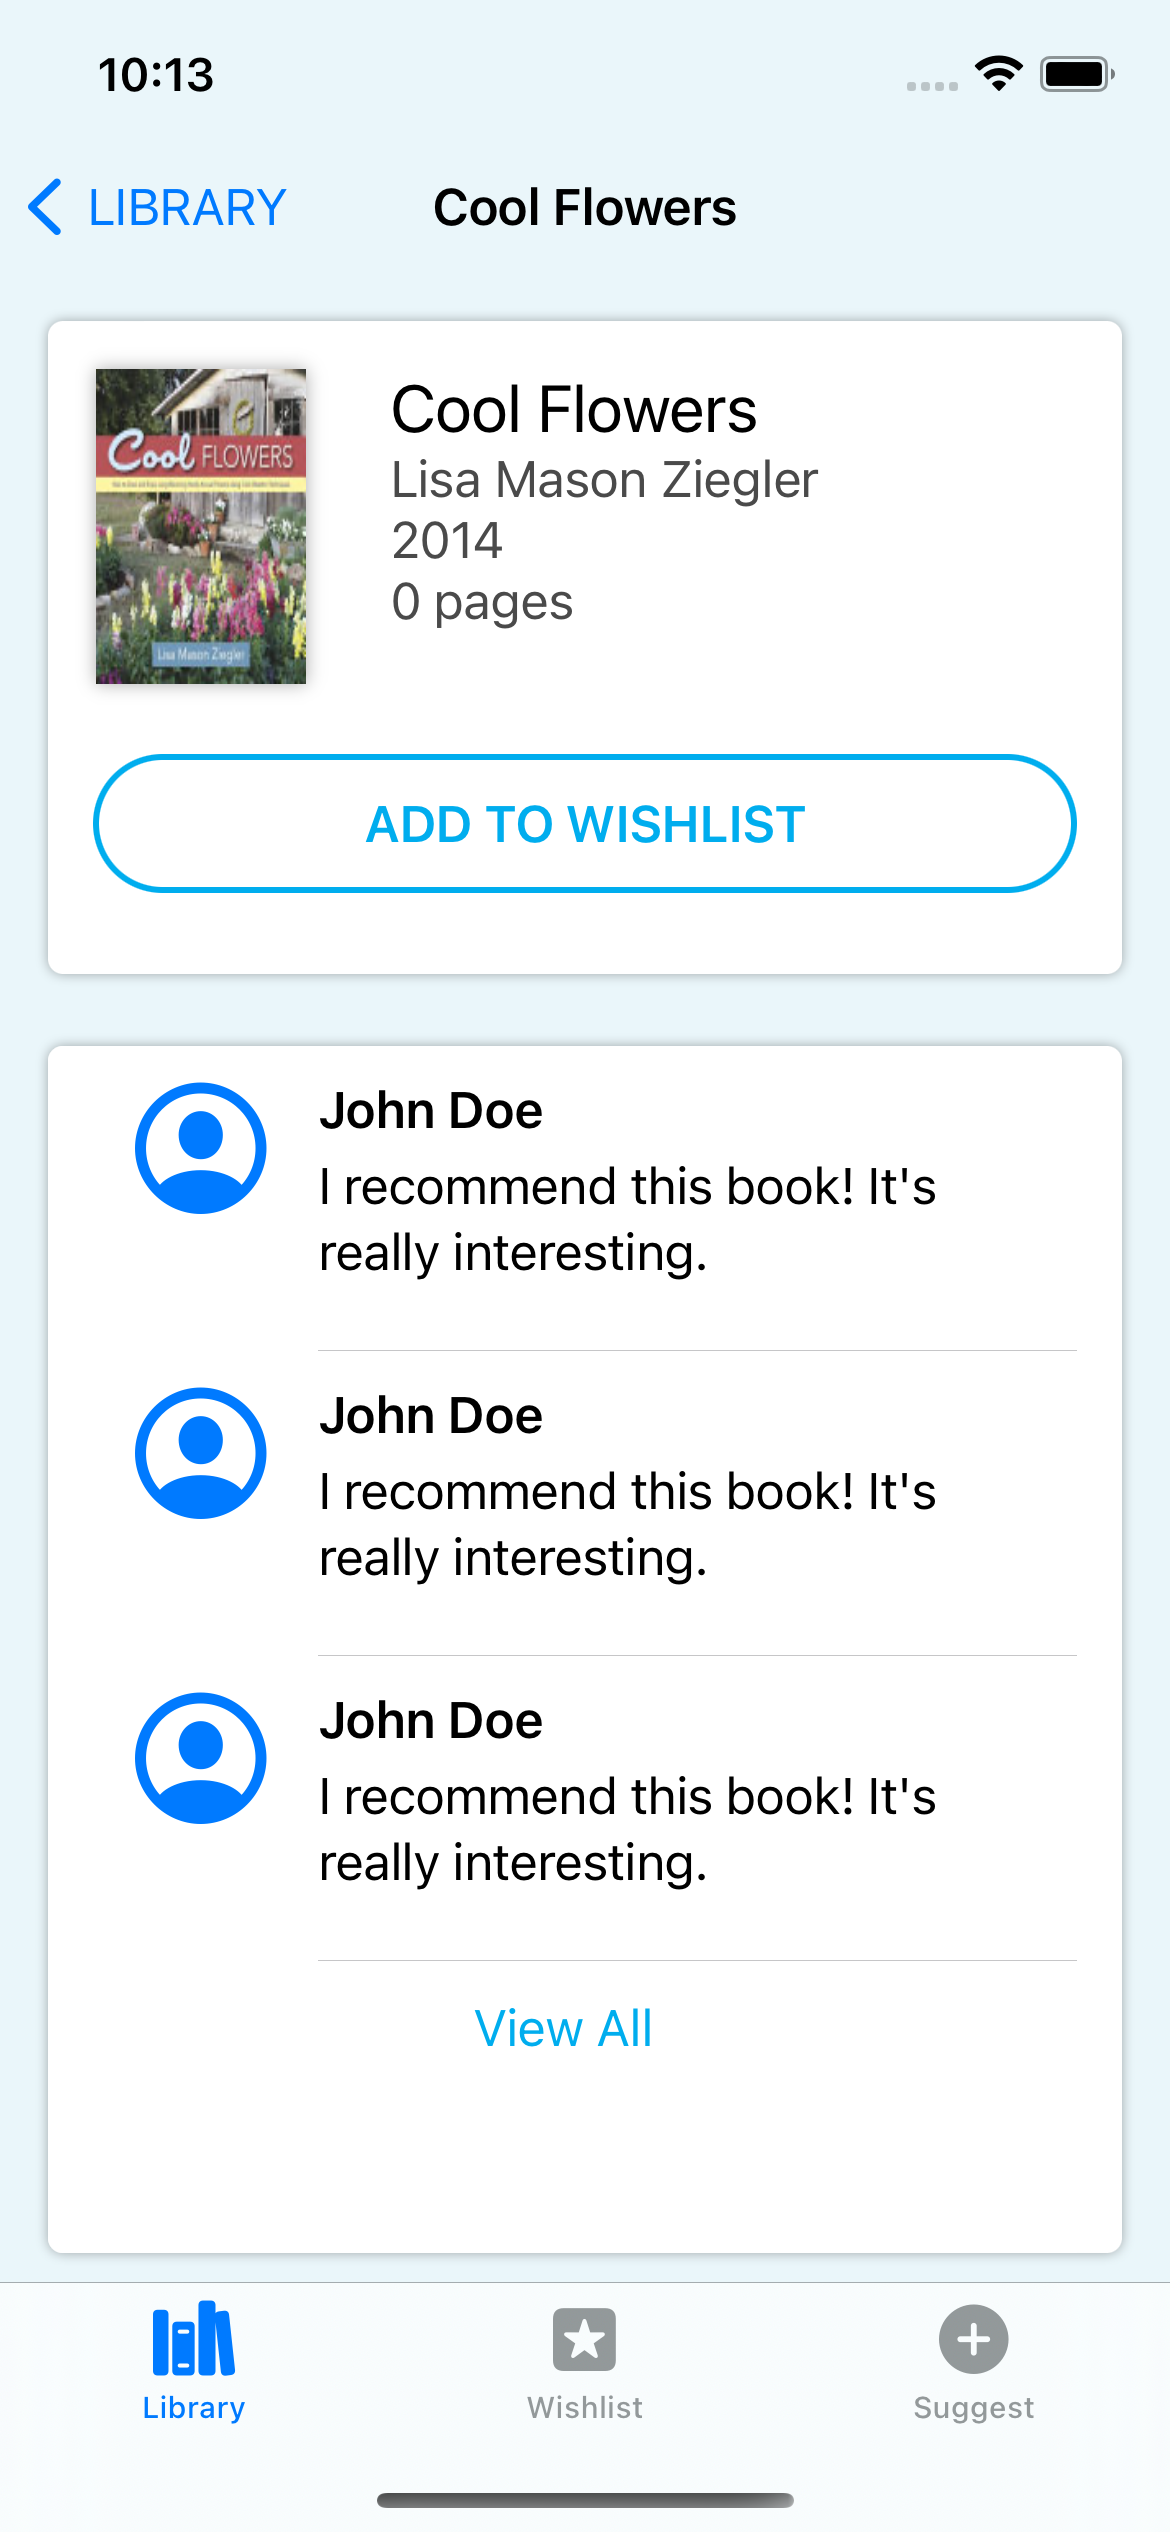 10:13
LIBRARY
Cool Flowers
Cool FLOWERS
Lisa Mason Ziegler
Cool Flowers
Lisa Mason Ziegler
2014
0 pages
ADD TO WISHLIST
John Doe
I recommend this book! It's
really interesting.
John Doe
I recommend this book! It's
really interesting.
John Doe
I recommend this book! It's
really interesting.
View All
Library
Wishlist
Suggest